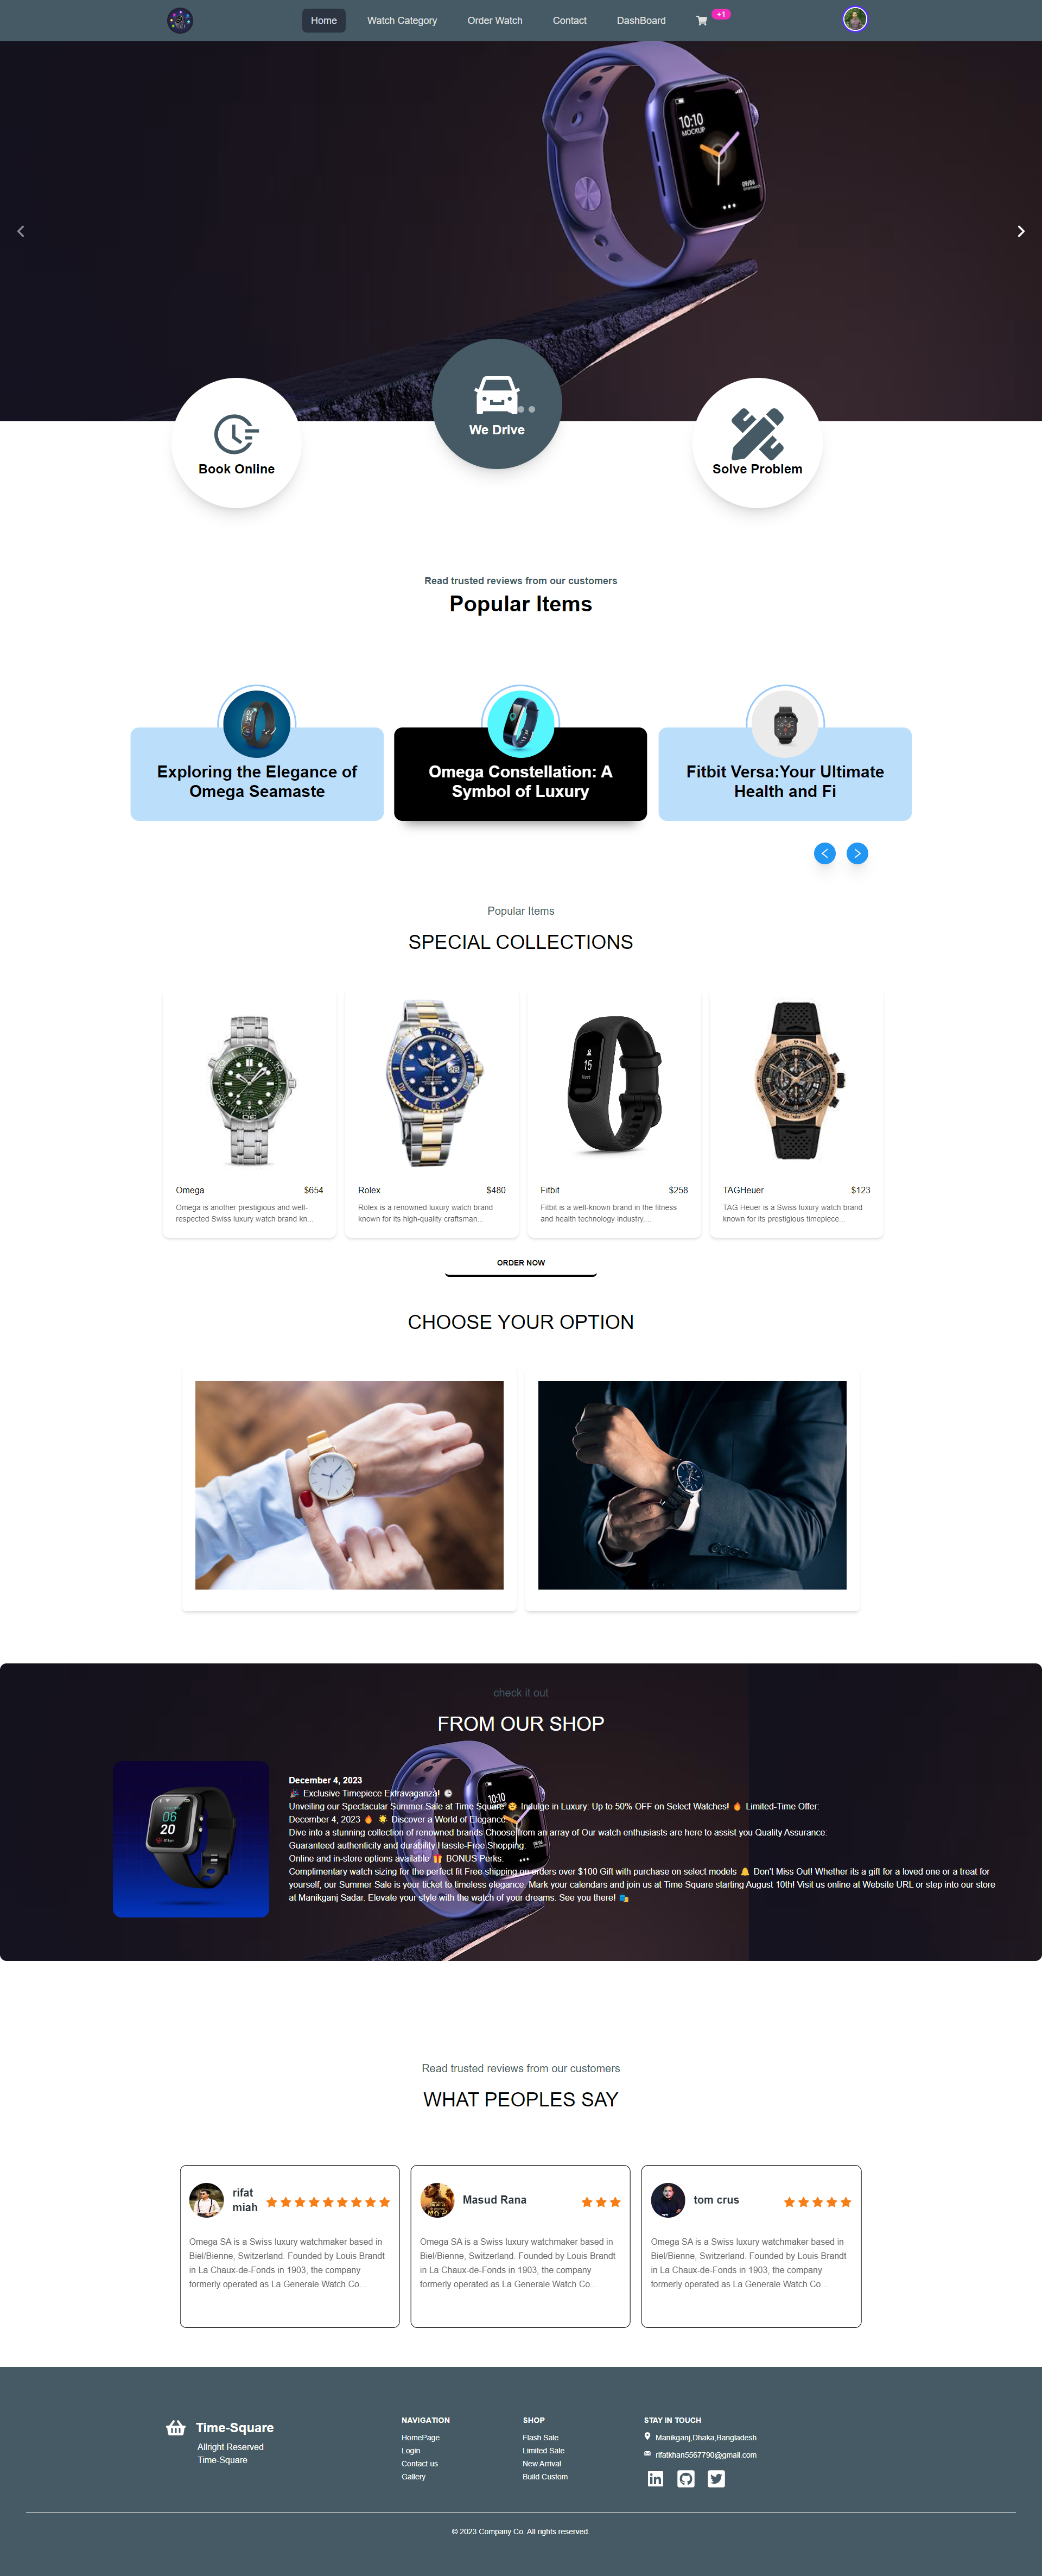 Home
Watch Category
Order Watch
Contact
DashBoard
+1
10:10
MOCKUP
We Drive
Book Online
Solve Problem
Read trusted reviews from our customers
Popular Items
Exploring the Elegance of
Omega Seamaste
Omega Constellation: A
Symbol of Luxury
Fitbit Versa:Your Ultimate
Health and Fi
Popular Items
SPECIAL COLLECTIONS
15
Omega $654
Omega is another prestigious and well-
respected Swiss luxury watch brand kn...
Rolex $480
Rolex is a renowned luxury watch brand
known for its high-quality craftsman...
Fitbit $258
Fitbit is a well-known brand in the fitness
and health technology industry,...
TAGHeuer $123
TAG Heuer is a Swiss luxury watch brand
known for its prestigious timepiece...
ORDER NOW
CHOOSE YOUR OPTION
check it out
FROM OUR SHOP
06
20
10:10
December 4, 2023
🎉 Exclusive Timepiece Extravaganza! 🕒
Unveiling our Spectacular Summer Sale at Time Square 🌞 Indulge in Luxury: Up to 50% OFF on Select Watches! 🔥 Limited-Time Offer:
December 4, 2023 🔥 🌟 Discover a World of Elegance:
Dive into a stunning collection of renowned brands Choose from an array of Our watch enthusiasts are here to assist you Quality Assurance:
Guaranteed authenticity and durability Hassle-Free Shopping:
Online and in-store options available 🎁 BONUS Perks:
Complimentary watch sizing for the perfect fit Free shipping on orders over $100 Gift with purchase on select models 🔔 Don't Miss Out! Whether its a gift for a loved one or a treat for
yourself, our Summer Sale is your ticket to timeless elegance. Mark your calendars and join us at Time Square starting August 10th! Visit us online at Website URL or step into our store
at Manikganj Sadar. Elevate your style with the watch of your dreams. See you there! 🛍️
Read trusted reviews from our customers
WHAT PEOPLES SAY
rifat
miah
Omega SA is a Swiss luxury watchmaker based in
Biel/Bienne, Switzerland. Founded by Louis Brandt
in La Chaux-de-Fonds in 1903, the company
formerly operated as La Generale Watch Co...
Masud Rana
Omega SA is a Swiss luxury watchmaker based in
Biel/Bienne, Switzerland. Founded by Louis Brandt
in La Chaux-de-Fonds in 1903, the company
formerly operated as La Generale Watch Co...
tom crus
Omega SA is a Swiss luxury watchmaker based in
Biel/Bienne, Switzerland. Founded by Louis Brandt
in La Chaux-de-Fonds in 1903, the company
formerly operated as La Generale Watch Co...
Time-Square
Allright Reserved
Time-Square
NAVIGATION
HomePage
Login
Contact us
Gallery
SHOP
Flash Sale
Limited Sale
New Arrival
Build Custom
STAY IN TOUCH
Manikganj,Dhaka,Bangladesh
rifatkhan5567790@gmail.com
© 2023 Company Co. All rights reserved.